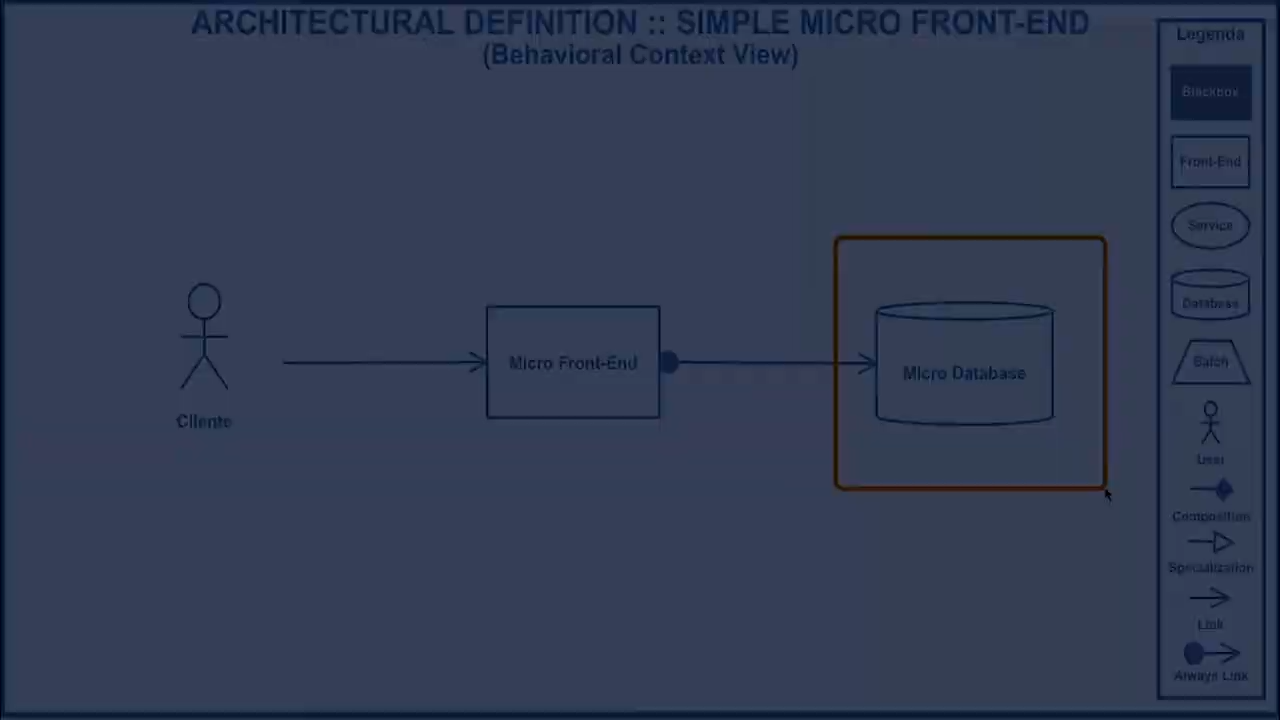 ARCHITECTURAL DEFINITION :: SIMPLE MICRO FRONT-END
(Behavioral Context View)
Cliente
Micro Front-End
Micro Database
Legenda
Blackbox
Front-End
Service
Database
Batch
User
Composition
Specialization
Link
Always Link